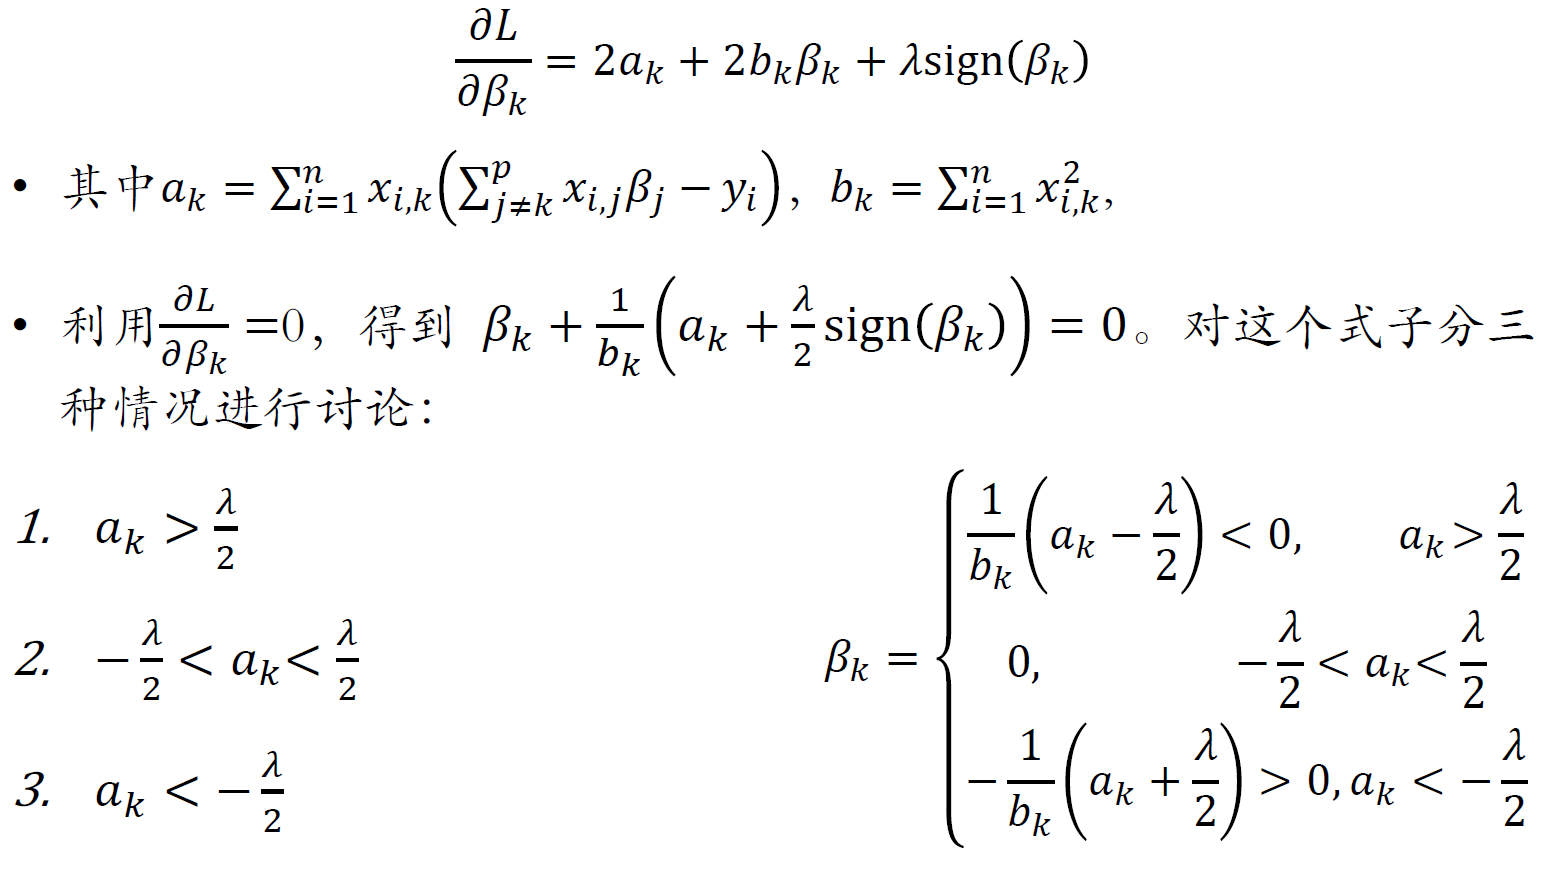 ∂L/∂β_k = 2a_k + 2b_kβ_k + λsign(β_k)
• 其中a_k = ∑_{i=1}^{n} x_{i,k}(∑_{j≠k}^{p} x_{i,j}β_j − y_i)，b_k = ∑_{i=1}^{n} x_{i,k}^2,
• 利用∂L/∂β_k=0，得到 β_k + 1/b_k (a_k + λ/2 sign(β_k)) = 0。对这个式子分三
种情况进行讨论：
1. a_k > λ/2
2. −λ/2 < a_k < λ/2
3. a_k < −λ/2
β_k = {
1/b_k (a_k − λ/2) < 0, a_k > λ/2
0, −λ/2 < a_k < λ/2
−1/b_k (a_k + λ/2) > 0, a_k < −λ/2